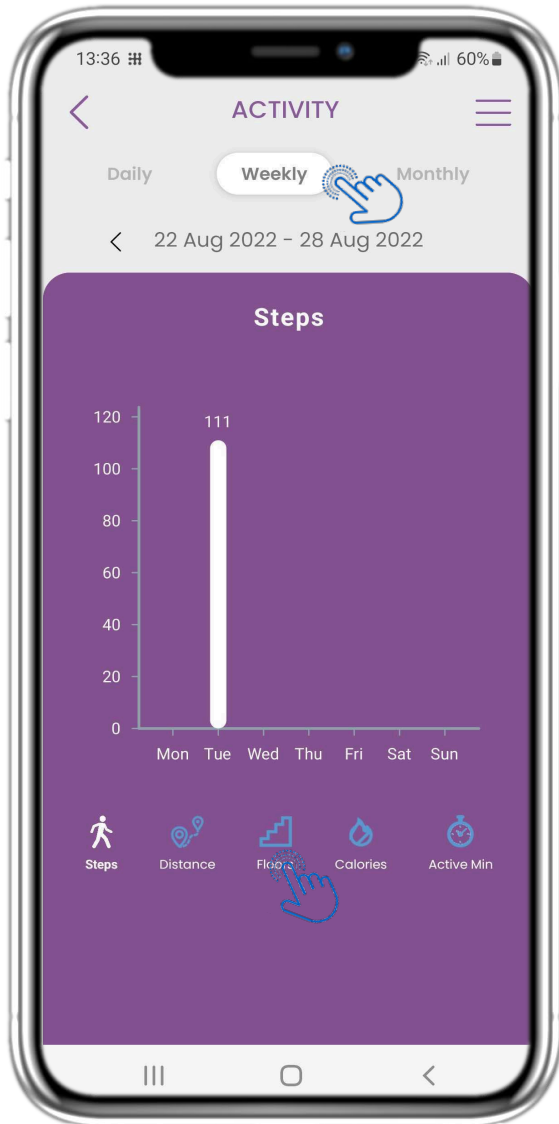 13:36 60%
ACTIVITY
Daily Weekly Monthly
22 Aug 2022 - 28 Aug 2022
Steps
111
120
100
80
60
40
20
0
Mon Tue Wed Thu Fri Sat Sun
Steps Distance Floors Calories Active Min